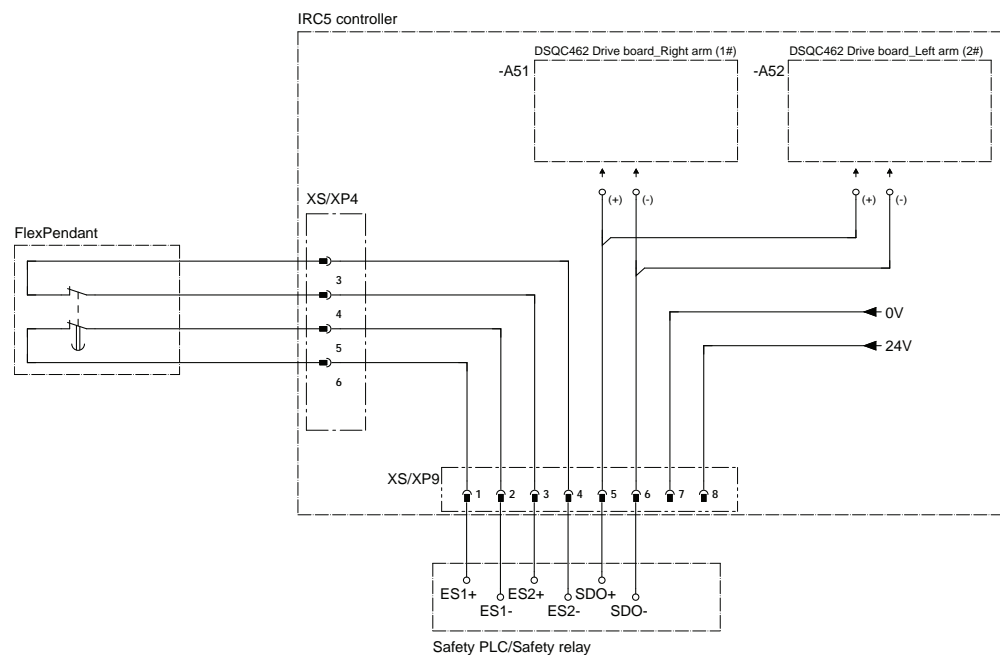 IRC5 controller
DSQC462 Drive board_Right arm (1#)
DSQC462 Drive board_Left arm (2#)
-A51
-A52
(+)
(-)
(+)
(-)
XS/XP4
FlexPendant
3
4
0V
5
24V
6
XS/XP9
1 2 3 4 5 6 7 8
ES1+ ES2+ SDO+
ES1- ES2- SDO-
Safety PLC/Safety relay